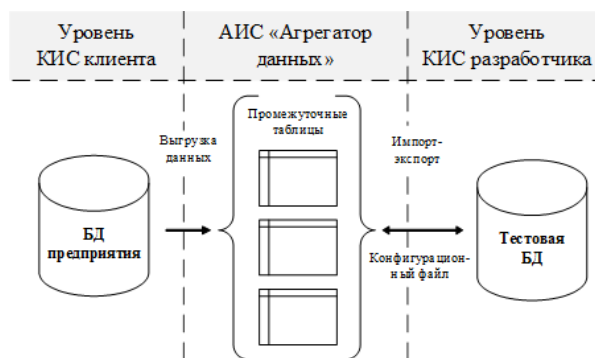 Уровень
КИС клиента
АИС «Агрегатор
данных»
Уровень
КИС разработчика
Промежуточные
таблицы
Выгрузка
данных
Импорт-
экспорт
БД
предприятия
Тестовая
БД
Конфигурацион-
ный файл